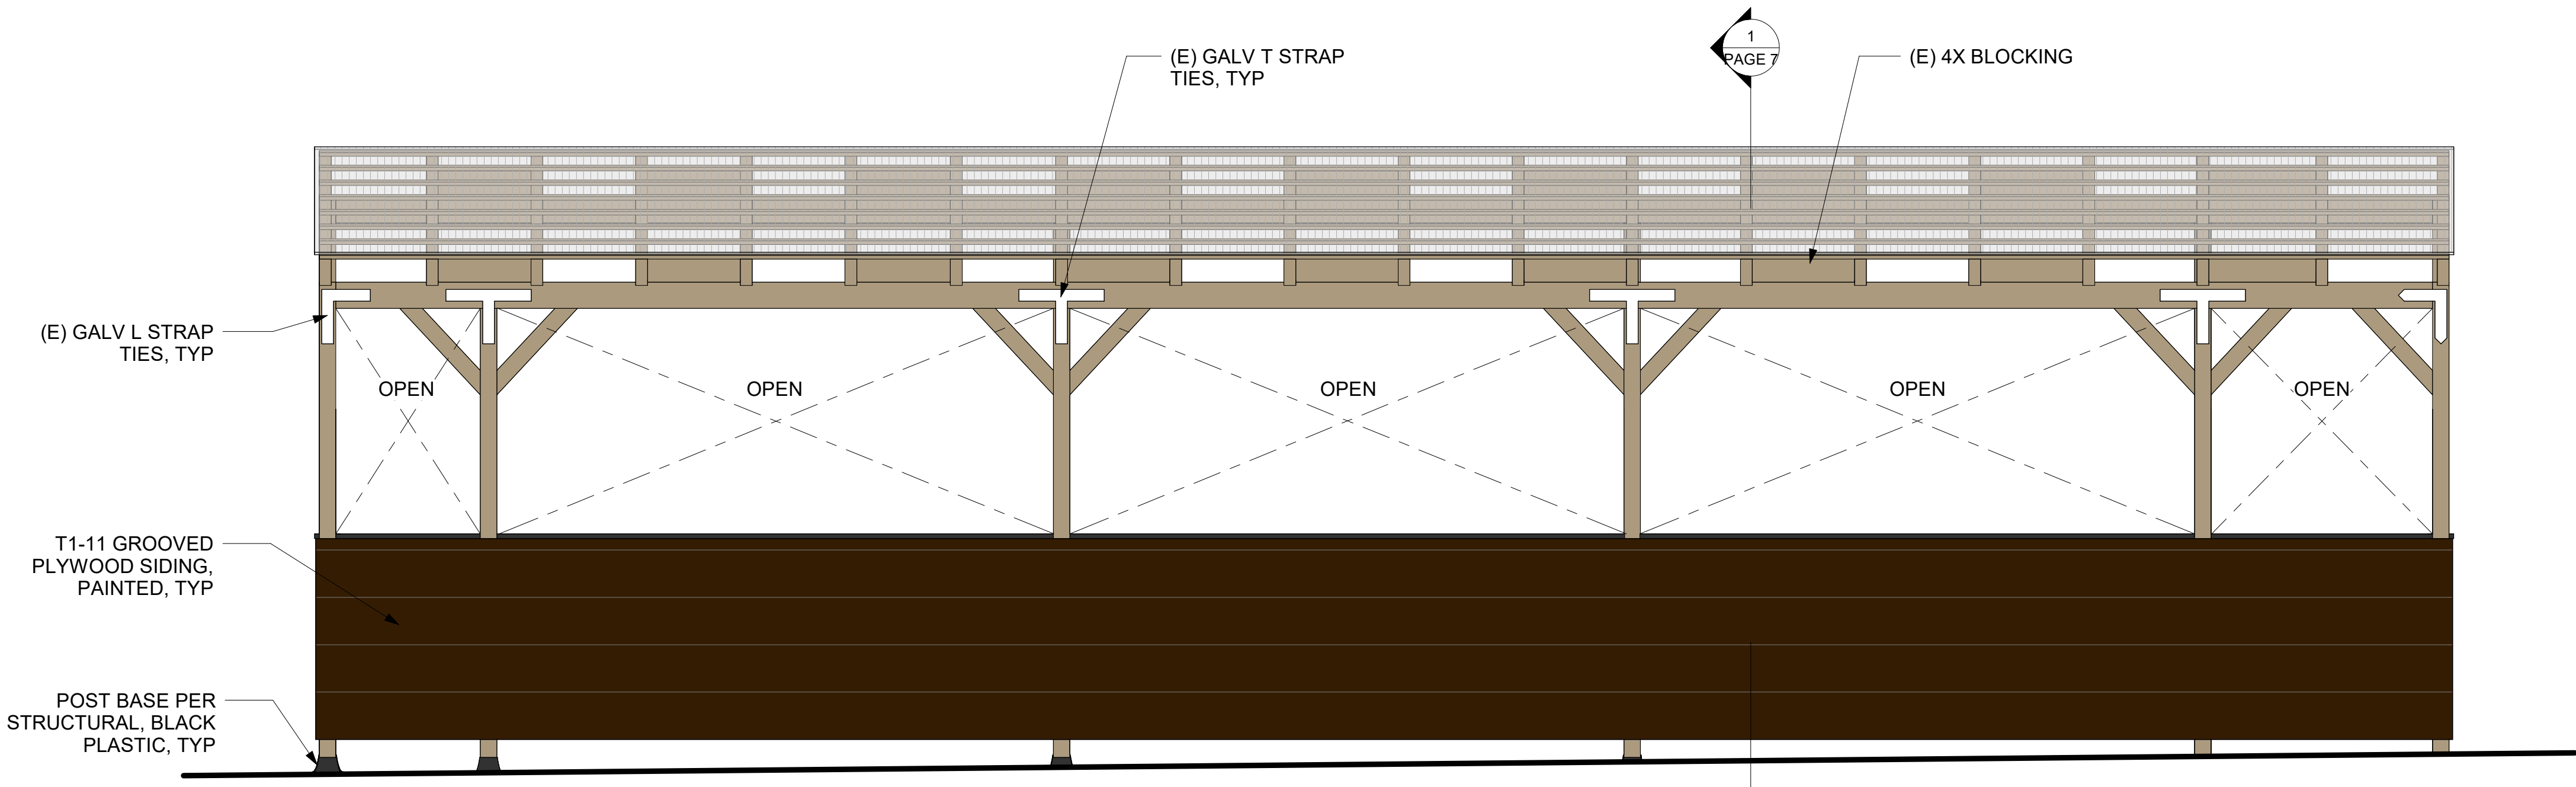 (E) GALV T STRAP
TIES, TYP
1
PAGE 7
(E) 4X BLOCKING
(E) GALV L STRAP
TIES, TYP
OPEN
OPEN
OPEN
OPEN
OPEN
T1-11 GROOVED
PLYWOOD SIDING,
PAINTED, TYP
POST BASE PER
STRUCTURAL, BLACK
PLASTIC, TYP